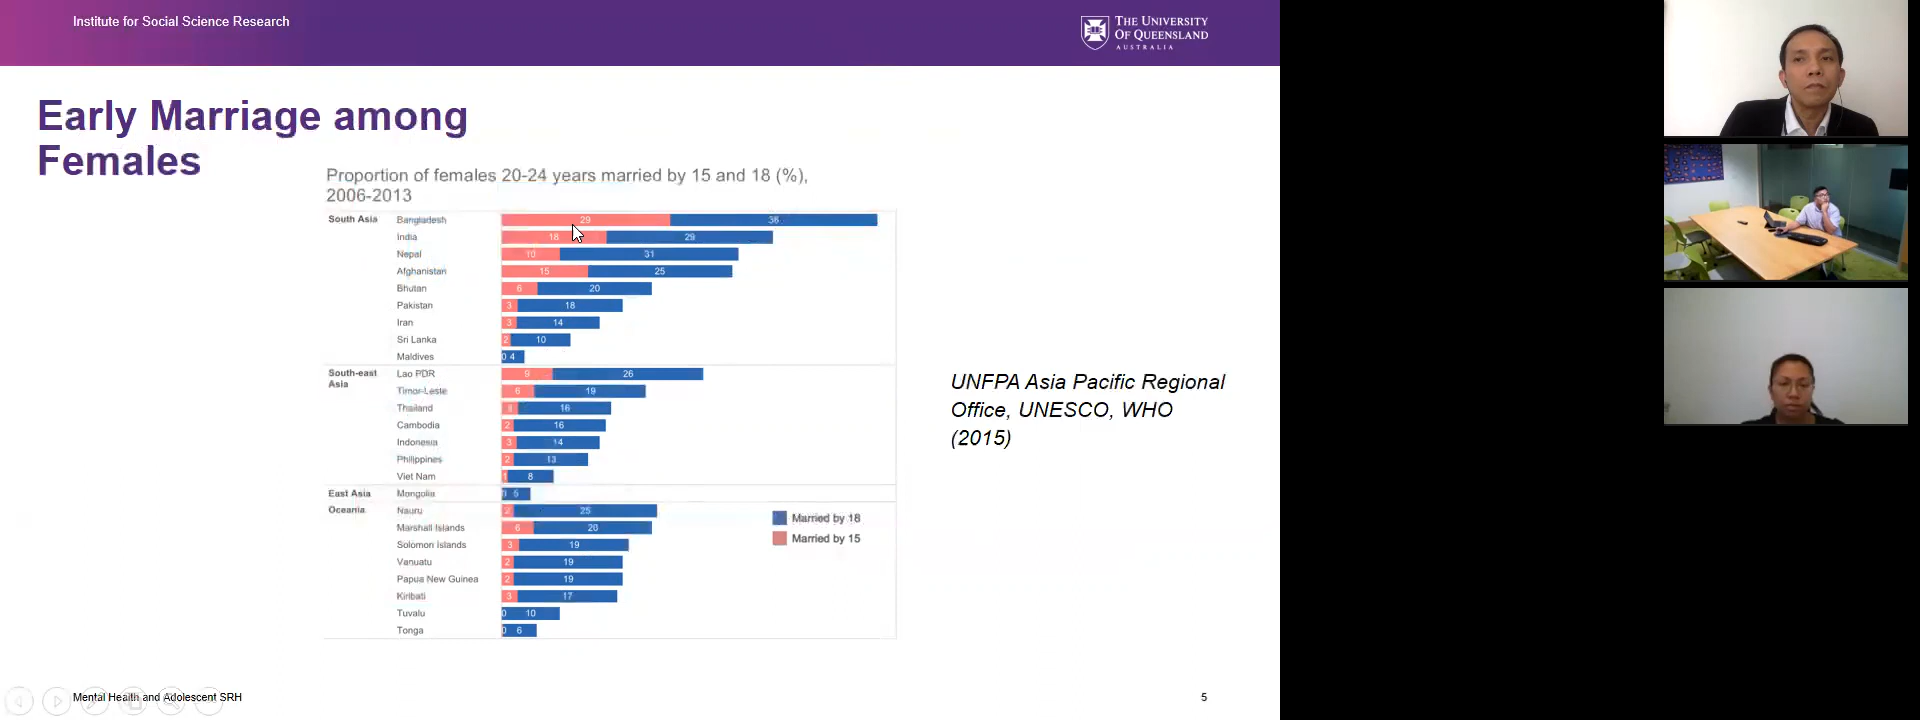 Institute for Social Science Research
THE UNIVERSITY
OF QUEENSLAND
AUSTRALIA
Early Marriage among
Females
Proportion of females 20-24 years married by 15 and 18 (%),
2006-2013
South Asia Bangladesh 29 36
India 18 29
Nepal 10 31
Afghanistan 15 25
Bhutan 6 20
Pakistan 3 18
Iran 3 14
Sri Lanka 2 10
Maldives 0 4
South-east
Asia
Lao PDR 9 26
Timor-Leste 6 19
Thailand 16
Cambodia 2 16
Indonesia 3 14
Philippines 2 13
Viet Nam 1 8
East Asia Mongolia 5
Oceania Nauru 2 25
Marshall Islands 6 20
Solomon Islands 3 19
Vanuatu 2 19
Papua New Guinea 2 19
Kiribati 3 17
Tuvalu 0 10
Tonga 0 6
Married by 18
Married by 15
UNFPA Asia Pacific Regional
Office, UNESCO, WHO
(2015)
Mental Health and Adolescent SRH
5